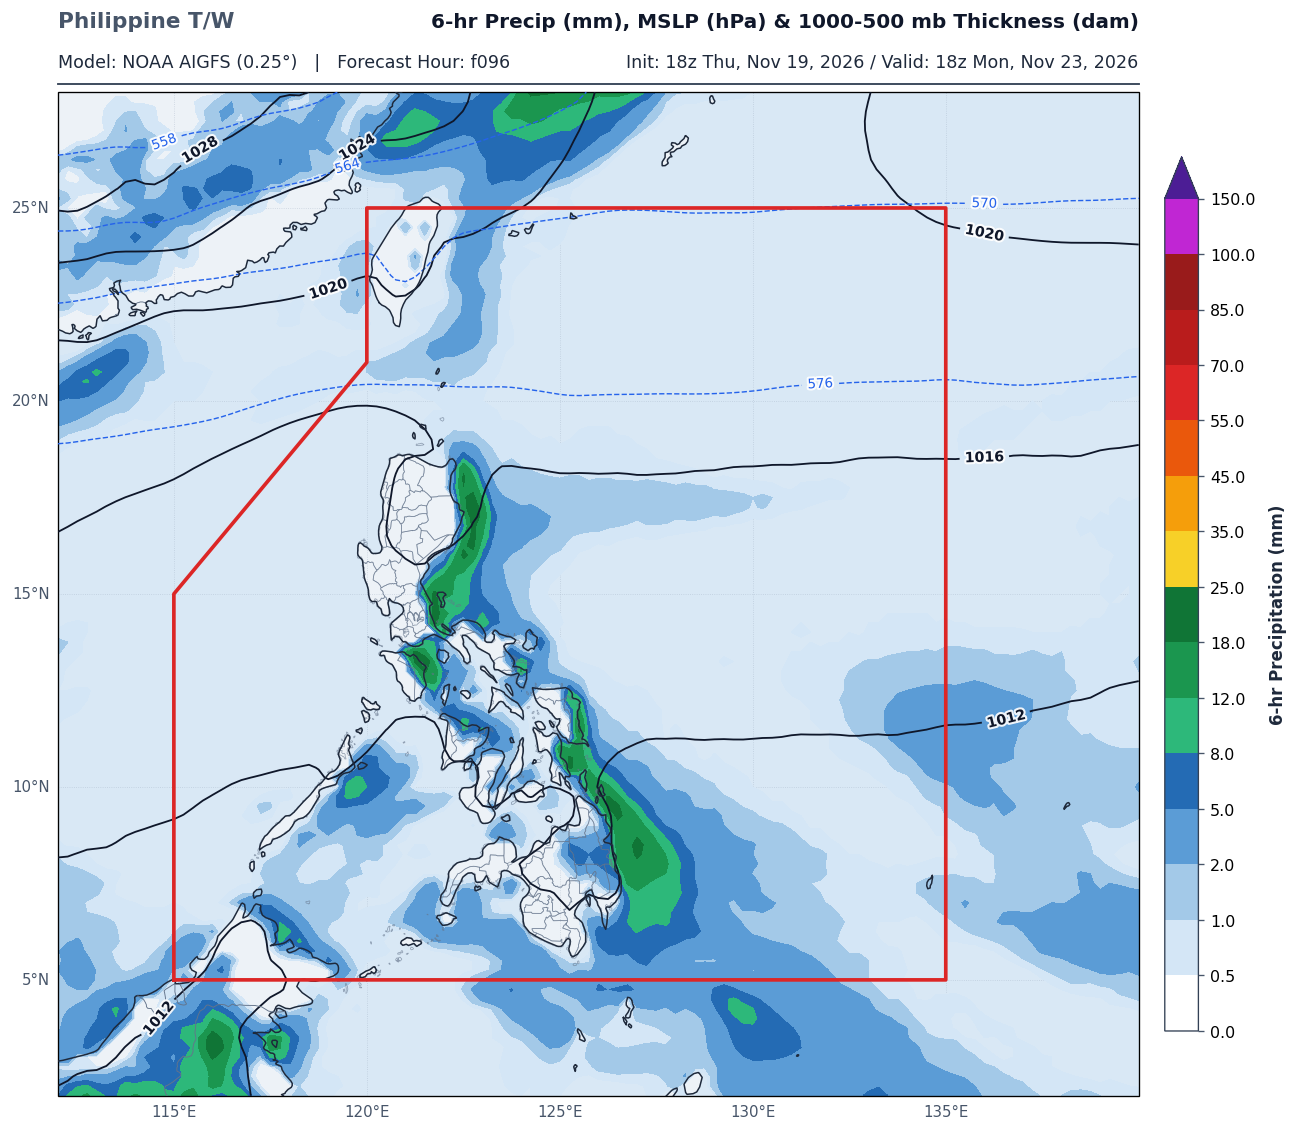 Philippine T/W
6-hr Precip (mm), MSLP (hPa) & 1000-500 mb Thickness (dam)
Model: NOAA AIGFS (0.25°) | Forecast Hour: f096
Init: 18z Thu, Nov 19, 2026 / Valid: 18z Mon, Nov 23, 2026
558
1028
1024
564
570
1020
1020
576
1016
1012
1012
25°N
20°N
15°N
10°N
5°N
115°E
120°E
125°E
130°E
135°E
150.0
100.0
85.0
70.0
55.0
45.0
35.0
25.0
18.0
12.0
8.0
5.0
2.0
1.0
0.5
0.0
6-hr Precipitation (mm)